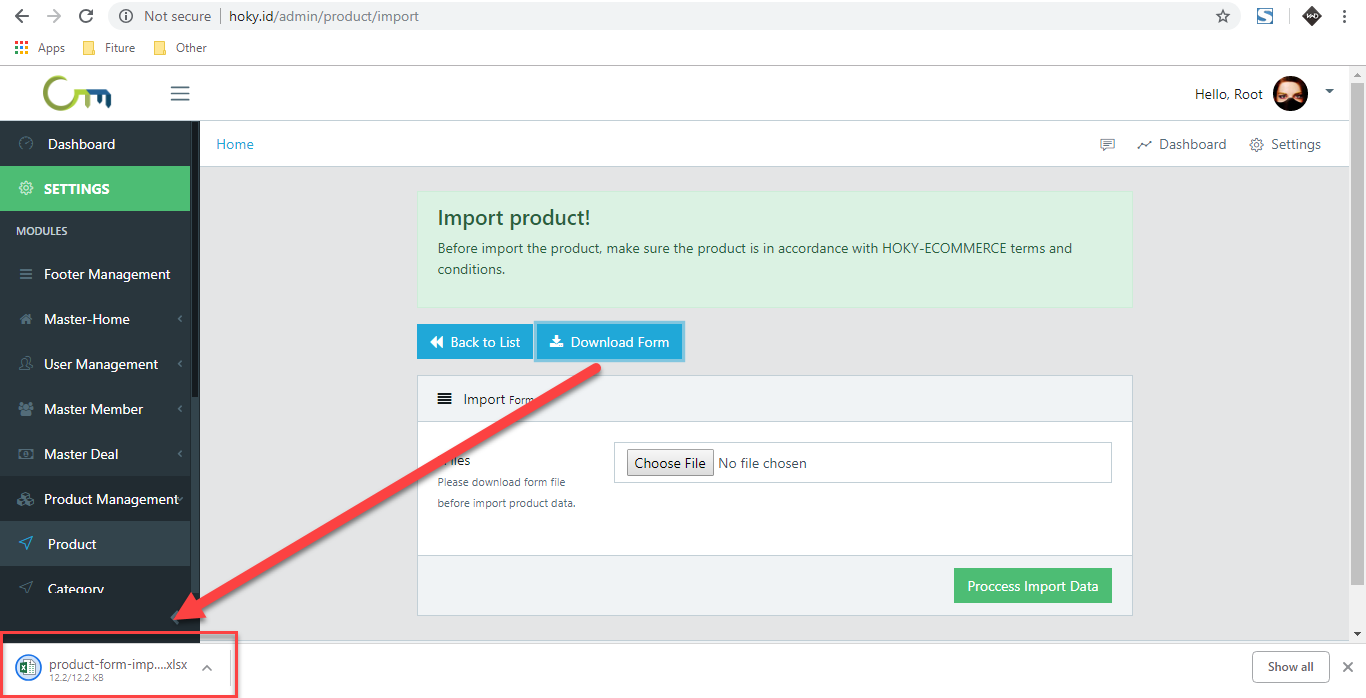 Not secure | hoky.id/admin/product/import
Apps Fiture Other
Crm
Hello, Root
Dashboard
Home
Dashboard Settings
SETTINGS
MODULES
Footer Management
Master-Home
User Management
Master Member
Master Deal
Product Management
Product
Category
Import product!
Before import the product, make sure the product is in accordance with HOKY-ECOMMERCE terms and
conditions.
Back to List Download Form
Import Form
Files
Choose File No file chosen
Please download form file
before import product data.
Proccess Import Data
product-form-imp....xlsx
12.2/12.2 KB
Show all